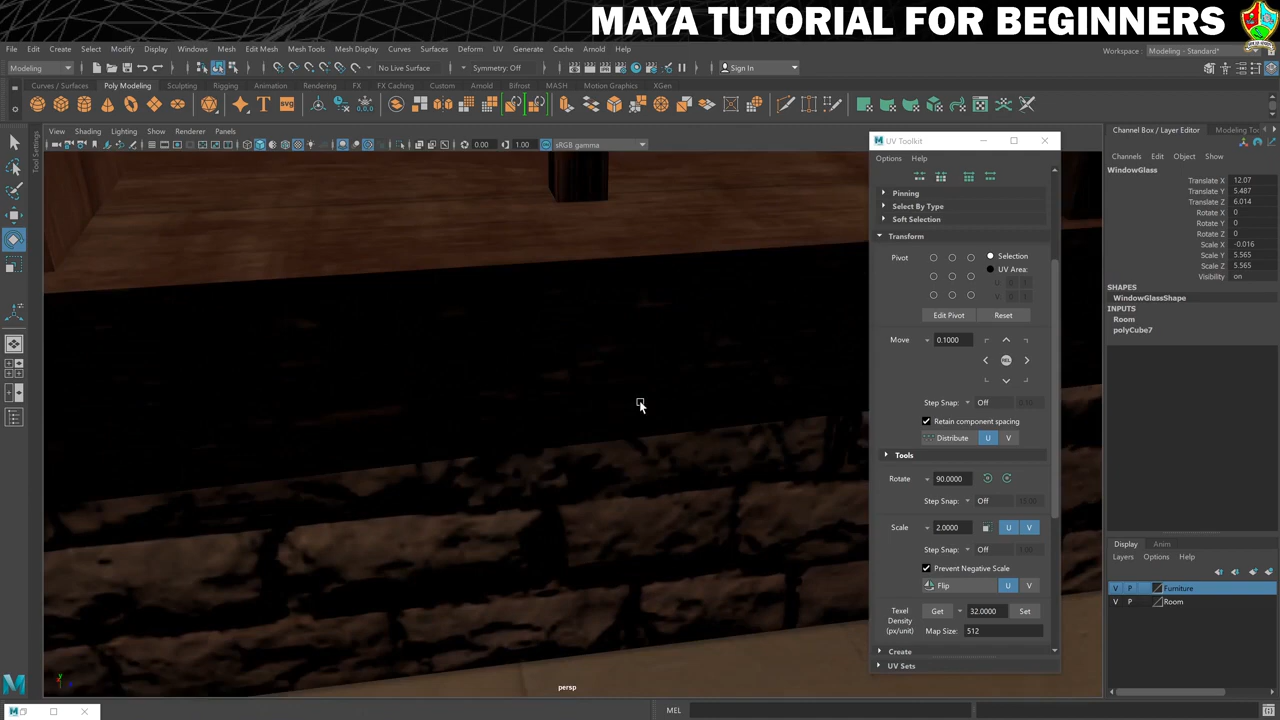 MAYA TUTORIAL FOR BEGINNERS
File Edit Create Select Modify Display Windows Mesh Edit Mesh Mesh Tools Mesh Display Curves Surfaces Deform UV Generate Cache Arnold Help
Workspace : Modeling - Standard*
Modeling No Live Surface Symmetry: Off Sign In
Curves / Surfaces Poly Modeling Sculpting Rigging Animation Rendering FX FX Caching Custom Arnold Bifrost MASH Motion Graphics XGen
View Shading Lighting Show Renderer Panels
0.00 1.00 sRGB gamma
Tool Settings
UV Toolkit
Options Help
Pinning
Select By Type
Soft Selection
Transform
Pivot Selection
UV Area:
Edit Pivot Reset
Move 0.1000
REL
Step Snap: Off
Retain component spacing
Distribute U V
Tools
Rotate 90.0000
Step Snap: Off
Scale 2.0000 U V
Step Snap: Off
Prevent Negative Scale
Flip U V
Texel Density (px/unit) Get 32.0000 Set
Map Size: 512
Create
UV Sets
Channel Box / Layer Editor Modeling To
Channels Edit Object Show
WindowGlass
Translate X 12.07
Translate Y 5.487
Translate Z 6.014
Rotate X 0
Rotate Y 0
Rotate Z 0
Scale X -0.016
Scale Y 5.565
Scale Z 5.565
Visibility on
SHAPES
WindowGlassShape
INPUTS
Room
polyCube7
Display Anim
Layers Options Help
V P Furniture
V P Room
persp
MEL